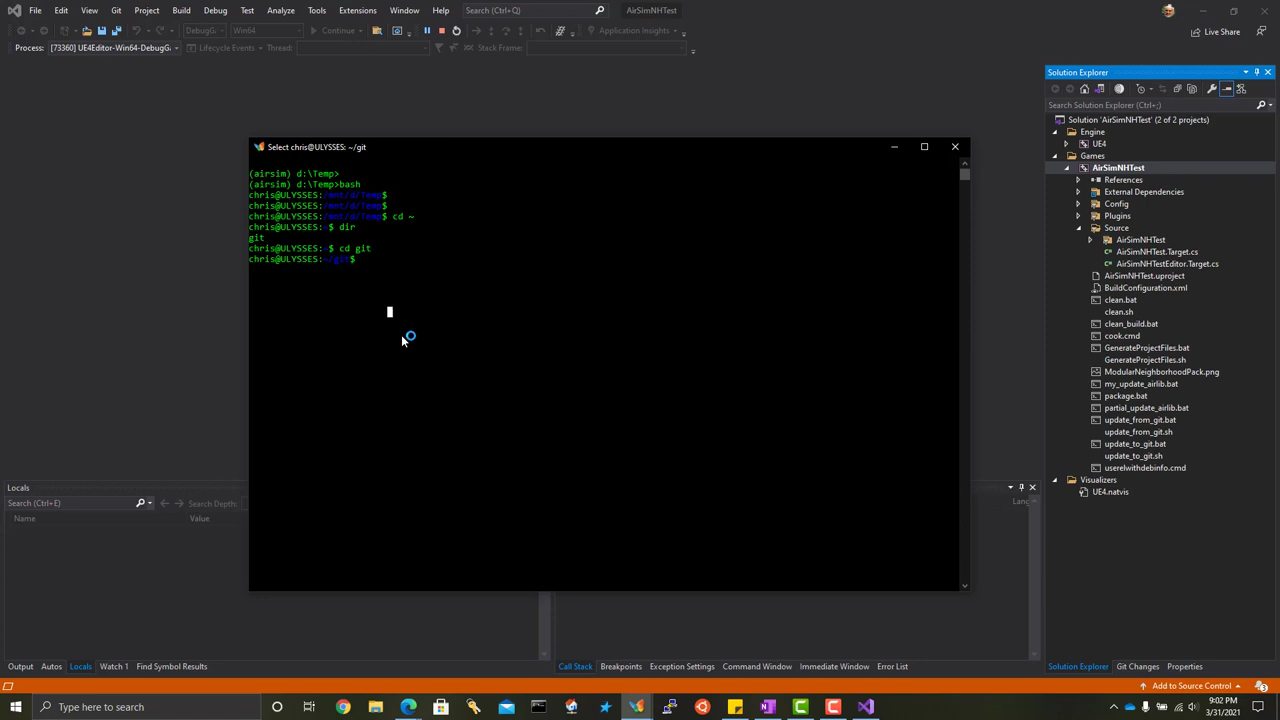 File Edit View Git Project Build Debug Test Analyze Tools Extensions Window Help Search (Ctrl+Q) AirSimNHTest
DebugGame Win64 Continue Application Insights Live Share
Process: [73360] UE4Editor-Win64-DebugG Lifecycle Events Thread: Stack Frame:
Solution Explorer
Search Solution Explorer (Ctrl+;)
Solution 'AirSimNHTest' (2 of 2 projects)
Engine
UE4
Games
AirSimNHTest
References
External Dependencies
Config
Plugins
Source
AirSimNHTest
AirSimNHTest.Target.cs
AirSimNHTestEditor.Target.cs
AirSimNHTest.uproject
BuildConfiguration.xml
clean.bat
clean.sh
clean_build.bat
cook.cmd
GenerateProjectFiles.bat
GenerateProjectFiles.sh
ModularNeighborhoodPack.png
my_update_airlib.bat
package.bat
partial_update_airlib.bat
update_from_git.bat
update_from_git.sh
update_to_git.bat
update_to_git.sh
userelwithdebinfo.cmd
Visualizers
UE4.natvis
Select chris@ULYSSES: ~/git
(airsim) d:\Temp>
(airsim) d:\Temp>bash
chris@ULYSSES:/mnt/d/Temp$
chris@ULYSSES:/mnt/d/Temp$
chris@ULYSSES:/mnt/d/Temp$ cd ~
chris@ULYSSES:~$ dir
git
chris@ULYSSES:~$ cd git
chris@ULYSSES:~/git$
Locals
Search (Ctrl+E) Search Depth:
Name Value
Lang
Output Autos Locals Watch 1 Find Symbol Results
Call Stack Breakpoints Exception Settings Command Window Immediate Window Error List
Solution Explorer Git Changes Properties
Add to Source Control 3
Type here to search
9:02 PM
3/31/2021